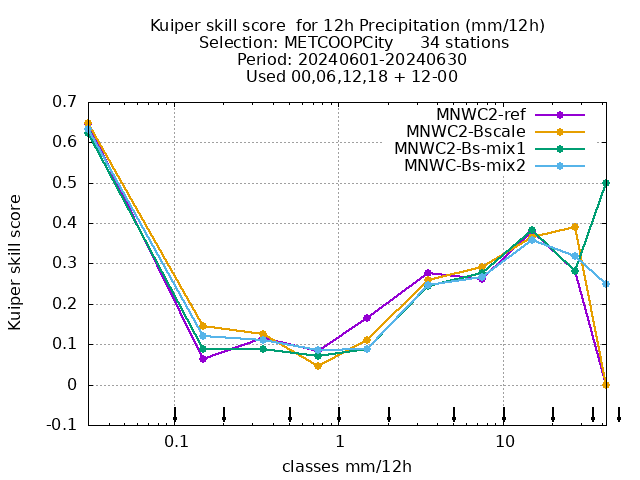 Kuiper skill score  for 12h Precipitation (mm/12h)
Selection: METCOOPCity     34 stations
Period: 20240601-20240630
Used 00,06,12,18 + 12-00
MNWC2-ref
MNWC2-Bscale
MNWC2-Bs-mix1
MNWC-Bs-mix2
Kuiper skill score
0.7
0.6
0.5
0.4
0.3
0.2
0.1
0
-0.1
0.1
1
10
classes mm/12h